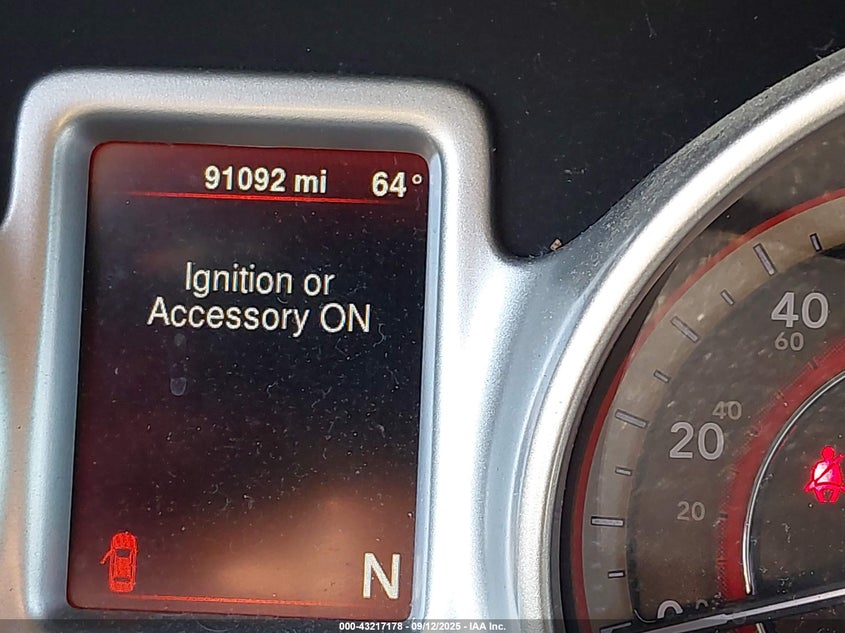 91092 mi 64°
Ignition or
Accessory ON
N
40
60
40
20
20
0
000-43217178 - 09/12/2025 - IAA Inc.